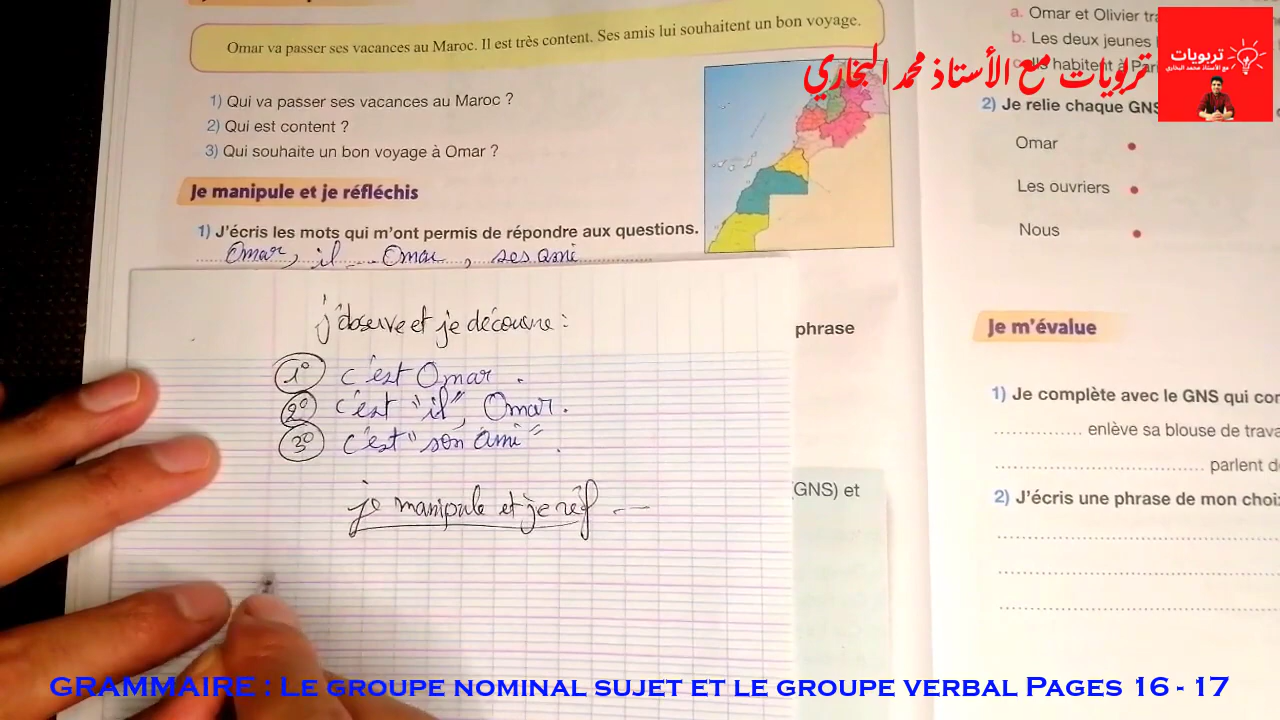 Omar va passer ses vacances au Maroc. Il est très content. Ses amis lui souhaitent un bon voyage.
1) Qui va passer ses vacances au Maroc ?
2) Qui est content ?
3) Qui souhaite un bon voyage à Omar ?
Je manipule et je réfléchis
1) J'écris les mots qui m'ont permis de répondre aux questions.
Omar, il ... Omar, ses ami
j'observe et je découvre :
1° c'est Omar.
2° c'est "il", Omar.
3° c'est "son ami".
je manipule et je réf ---
phrase
(GNS) et
a. Omar et Olivier tra
b. Les deux jeunes
habitent à Par
2) Je relie chaque GNS
Omar
Les ouvriers
Nous
Je m'évalue
1) Je complète avec le GNS qui con
enlève sa blouse de trava
parlent d
2) J'écris une phrase de mon choi
تربويات مع الأستاذ محمد البخاري
تربويات
مع الأستاذ محمد البخاري
GRAMMAIRE : Le groupe nominal sujet et le groupe verbal Pages 16 - 17